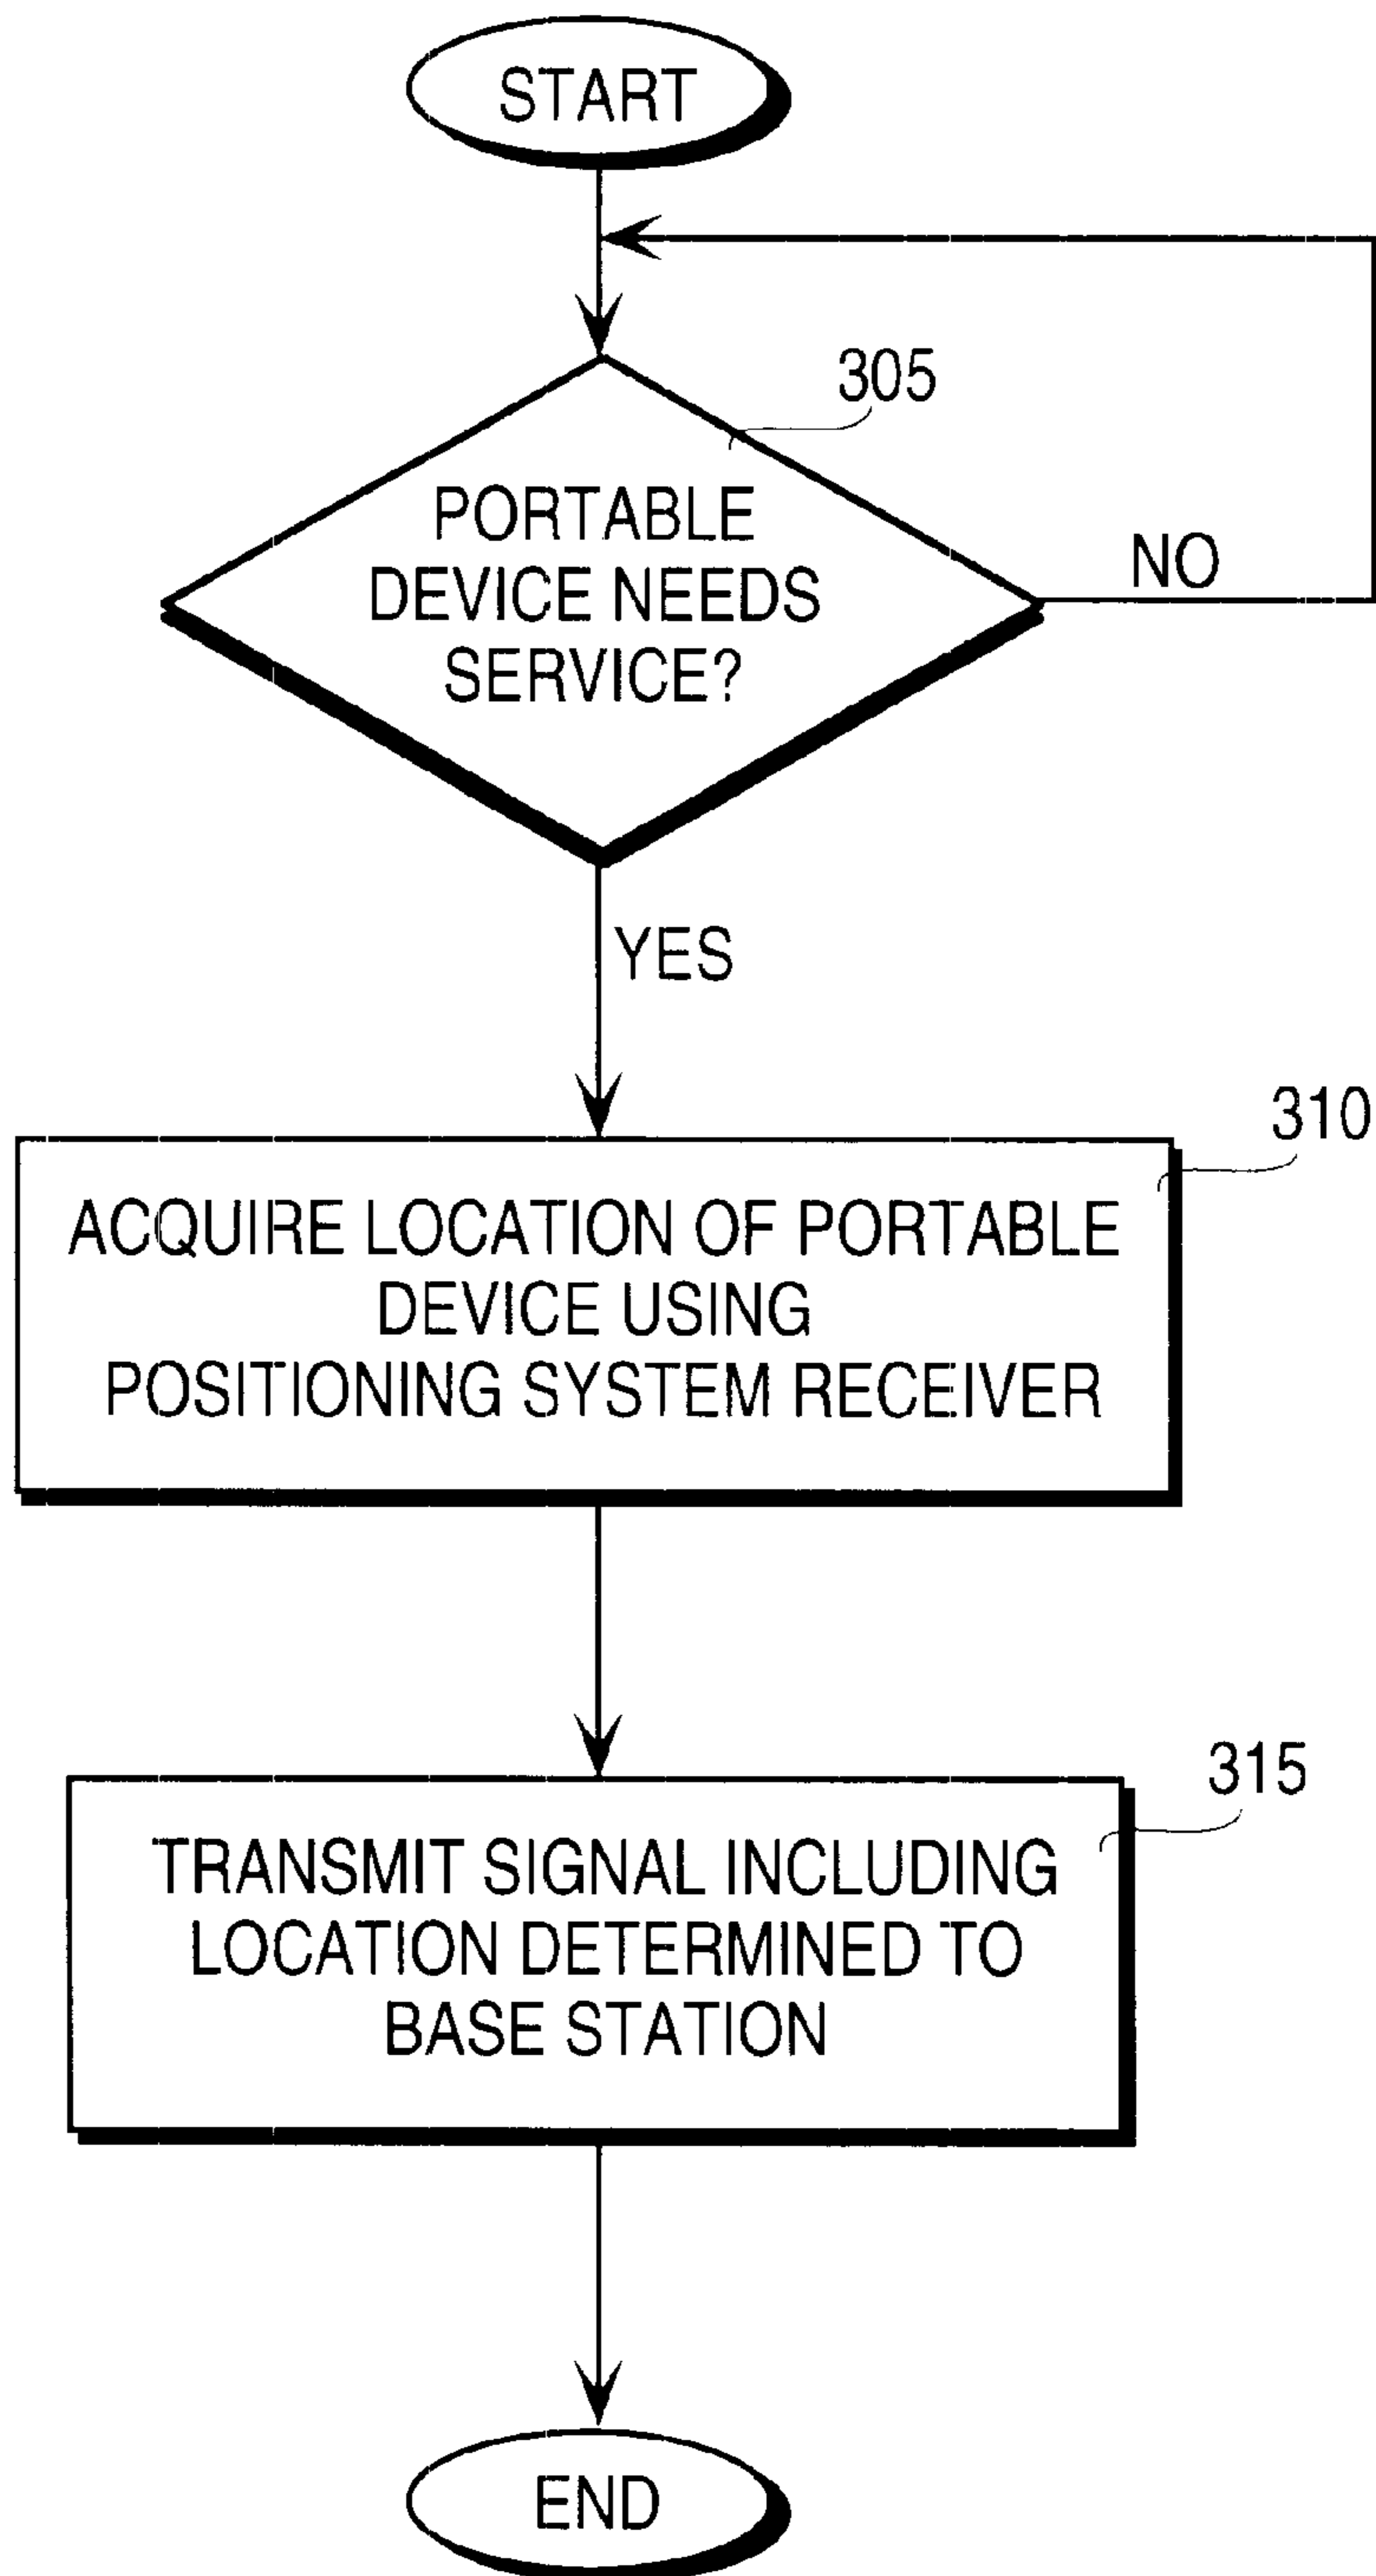 START
305
PORTABLE
DEVICE NEEDS
SERVICE?
NO
YES
310
ACQUIRE LOCATION OF PORTABLE
DEVICE USING
POSITIONING SYSTEM RECEIVER
315
TRANSMIT SIGNAL INCLUDING
LOCATION DETERMINED TO
BASE STATION
END